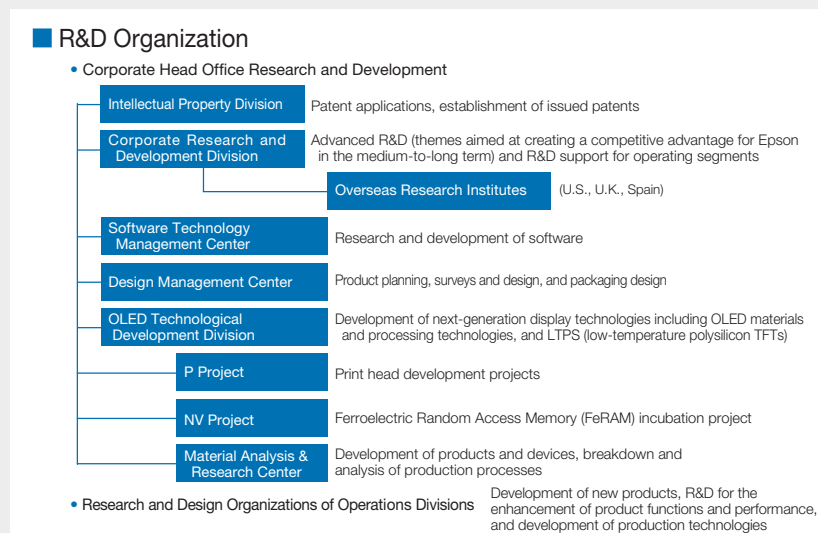 R&D Organization
• Corporate Head Office Research and Development
Intellectual Property Division
Patent applications, establishment of issued patents
Corporate Research and
Development Division
Advanced R&D (themes aimed at creating a competitive advantage for Epson
in the medium-to-long term) and R&D support for operating segments
Overseas Research Institutes
(U.S., U.K., Spain)
Software Technology
Management Center
Research and development of software
Design Management Center
Product planning, surveys and design, and packaging design
OLED Technological
Development Division
Development of next-generation display technologies including OLED materials
and processing technologies, and LTPS (low-temperature polysilicon TFTs)
P Project
Print head development projects
NV Project
Ferroelectric Random Access Memory (FeRAM) incubation project
Material Analysis &
Research Center
Development of products and devices, breakdown and
analysis of production processes
• Research and Design Organizations of Operations Divisions
Development of new products, R&D for the
enhancement of product functions and performance,
and development of production technologies